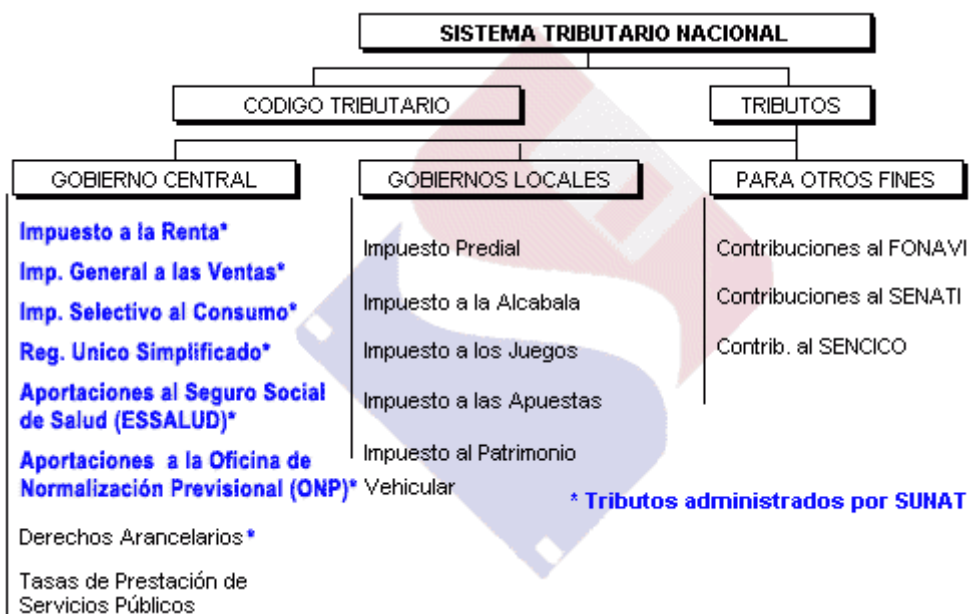 SISTEMA TRIBUTARIO NACIONAL
CODIGO TRIBUTARIO
TRIBUTOS
GOBIERNO CENTRAL
Impuesto a la Renta*
Imp. General a las Ventas*
Imp. Selectivo al Consumo*
Reg. Unico Simplificado*
Aportaciones al Seguro Social
de Salud (ESSALUD)*
Aportaciones a la Oficina de
Normalización Previsional (ONP)*
Derechos Arancelarios*
Tasas de Prestación de
Servicios Públicos
GOBIERNOS LOCALES
Impuesto Predial
Impuesto a la Alcabala
Impuesto a los Juegos
Impuesto a las Apuestas
Impuesto al Patrimonio
Vehicular
PARA OTROS FINES
Contribuciones al FONAVI
Contribuciones al SENATI
Contrib. al SENCICO
* Tributos administrados por SUNAT